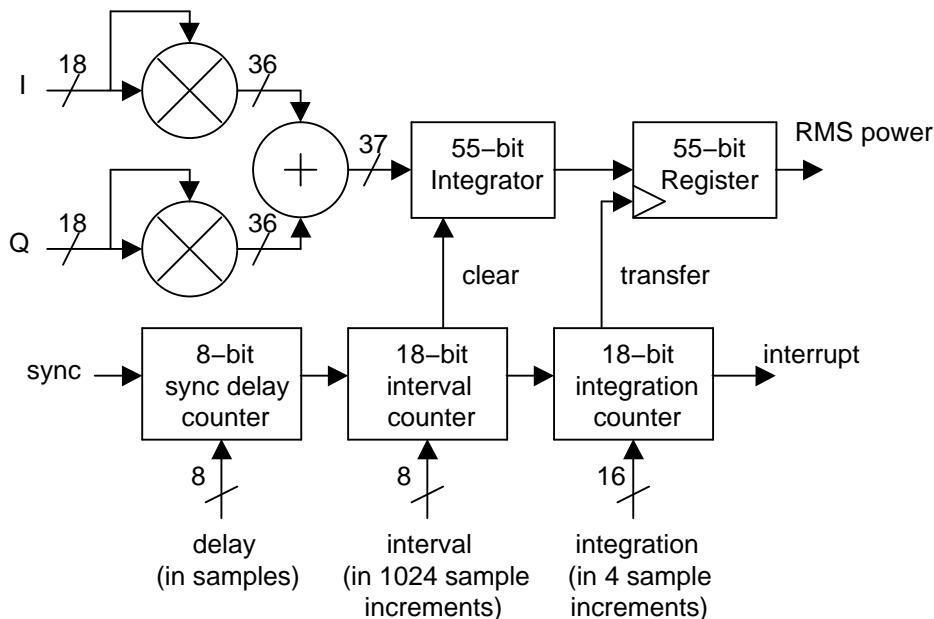 I
18
36
Q
18
36
+
37
55−bit
Integrator
55−bit
Register
RMS power
clear
transfer
sync
8−bit
sync delay
counter
18−bit
interval
counter
18−bit
integration
counter
interrupt
8
8
16
delay
(in samples)
interval
(in 1024 sample
increments)
integration
(in 4 sample
increments)